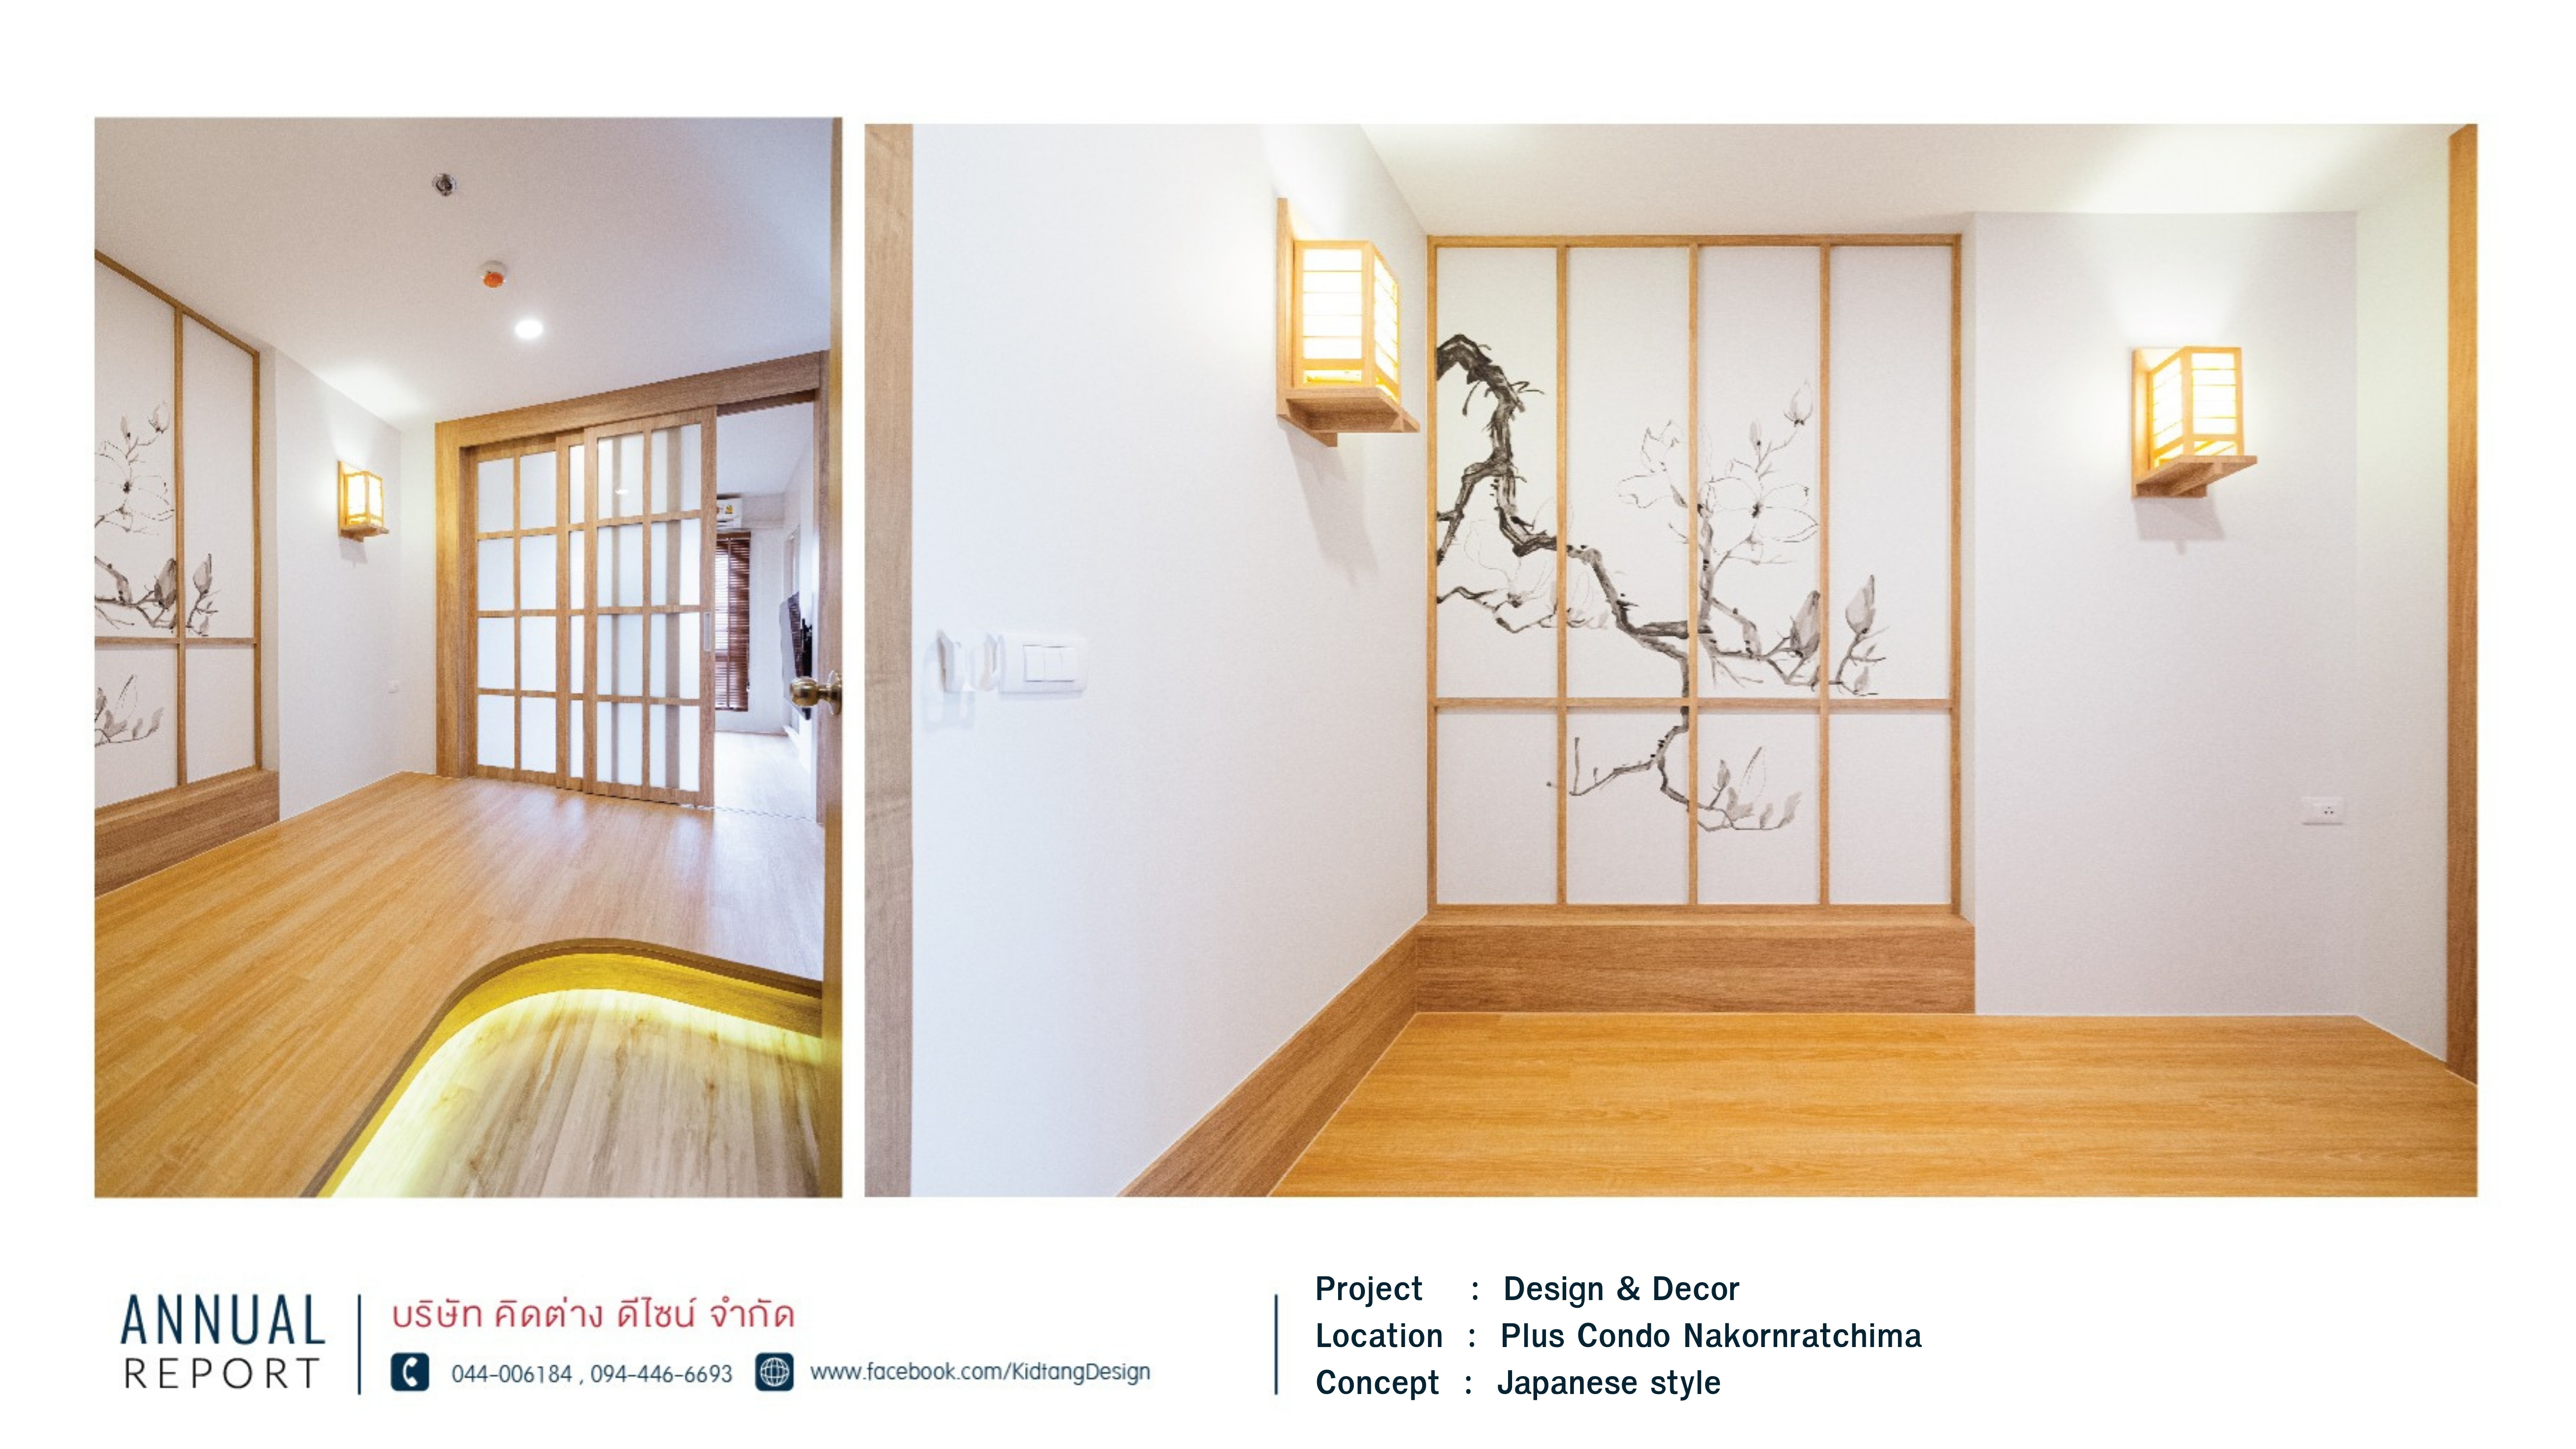 ANNUAL
REPORT
บริษัท คิดต่าง ดีไซน์ จำกัด
044-006184 , 094-446-6693 www.facebook.com/KidtangDesign
Project : Design & Decor
Location : Plus Condo Nakornratchima
Concept : Japanese style